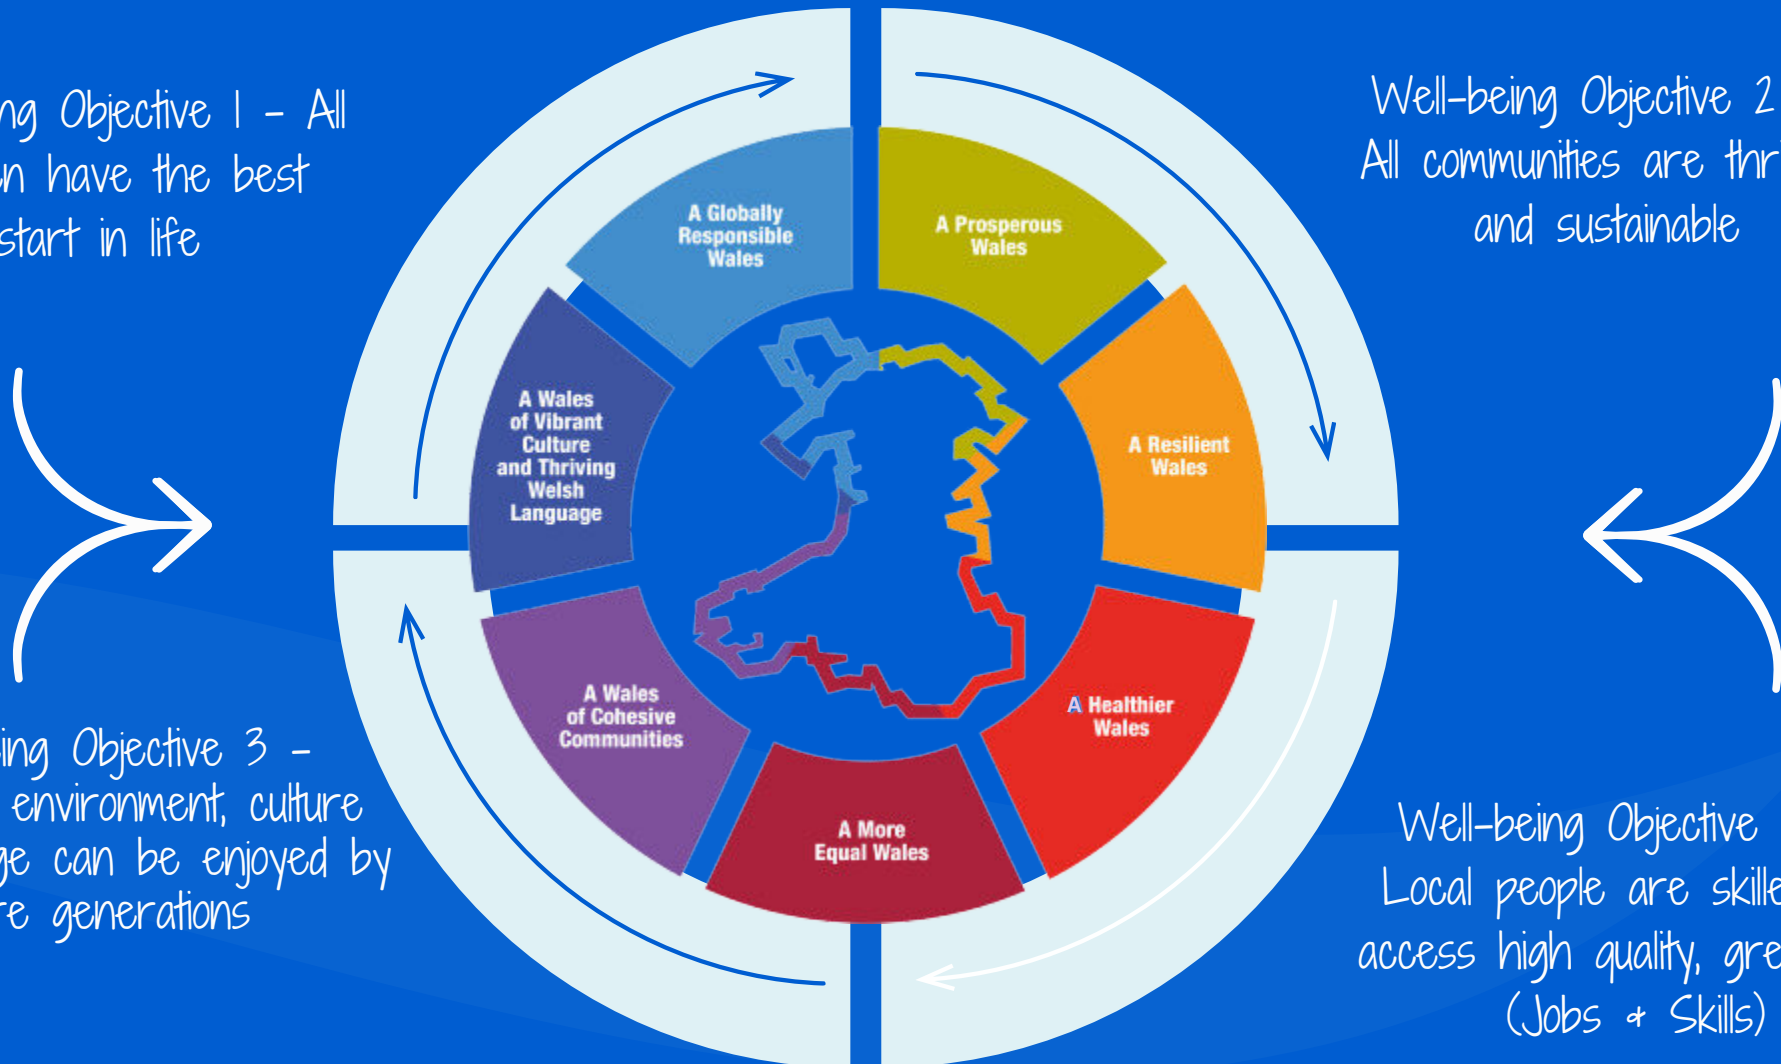 ng Objective 1 - All
n have the best
start in life
Well-being Objective 2
All communities are thri
and sustainable
A Globally
Responsible
Wales
A Prosperous
Wales
A Wales
of Vibrant
Culture
and Thriving
Welsh
Language
A Resilient
Wales
A Wales
of Cohesive
Communities
A Healthier
Wales
A More
Equal Wales
ing Objective 3 -
environment, culture
ge can be enjoyed by
re generations
Well-being Objective
Local people are skille
access high quality, gre
(Jobs & Skills)